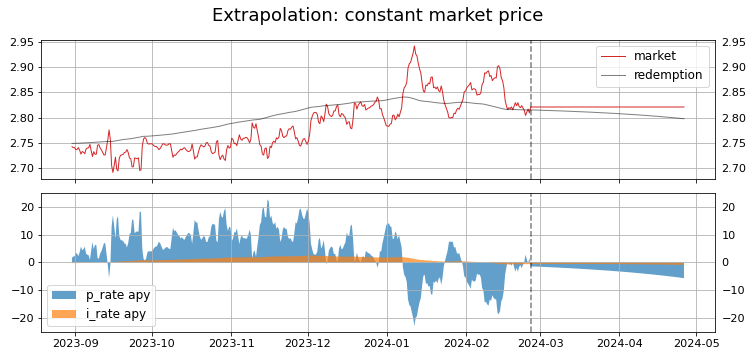 Extrapolation: constant market price
2.95 2.95
market
2.90 2.90
redemption
2.85 2.85
2.80 2.80
2.75 2.75
2.70 2.70
20 20
10 10
0 0
p_rate apy
−10 −10
i_rate apy
−20 −20
2023-09 2023-10 2023-11 2023-12 2024-01 2024-02 2024-03 2024-04 2024-05